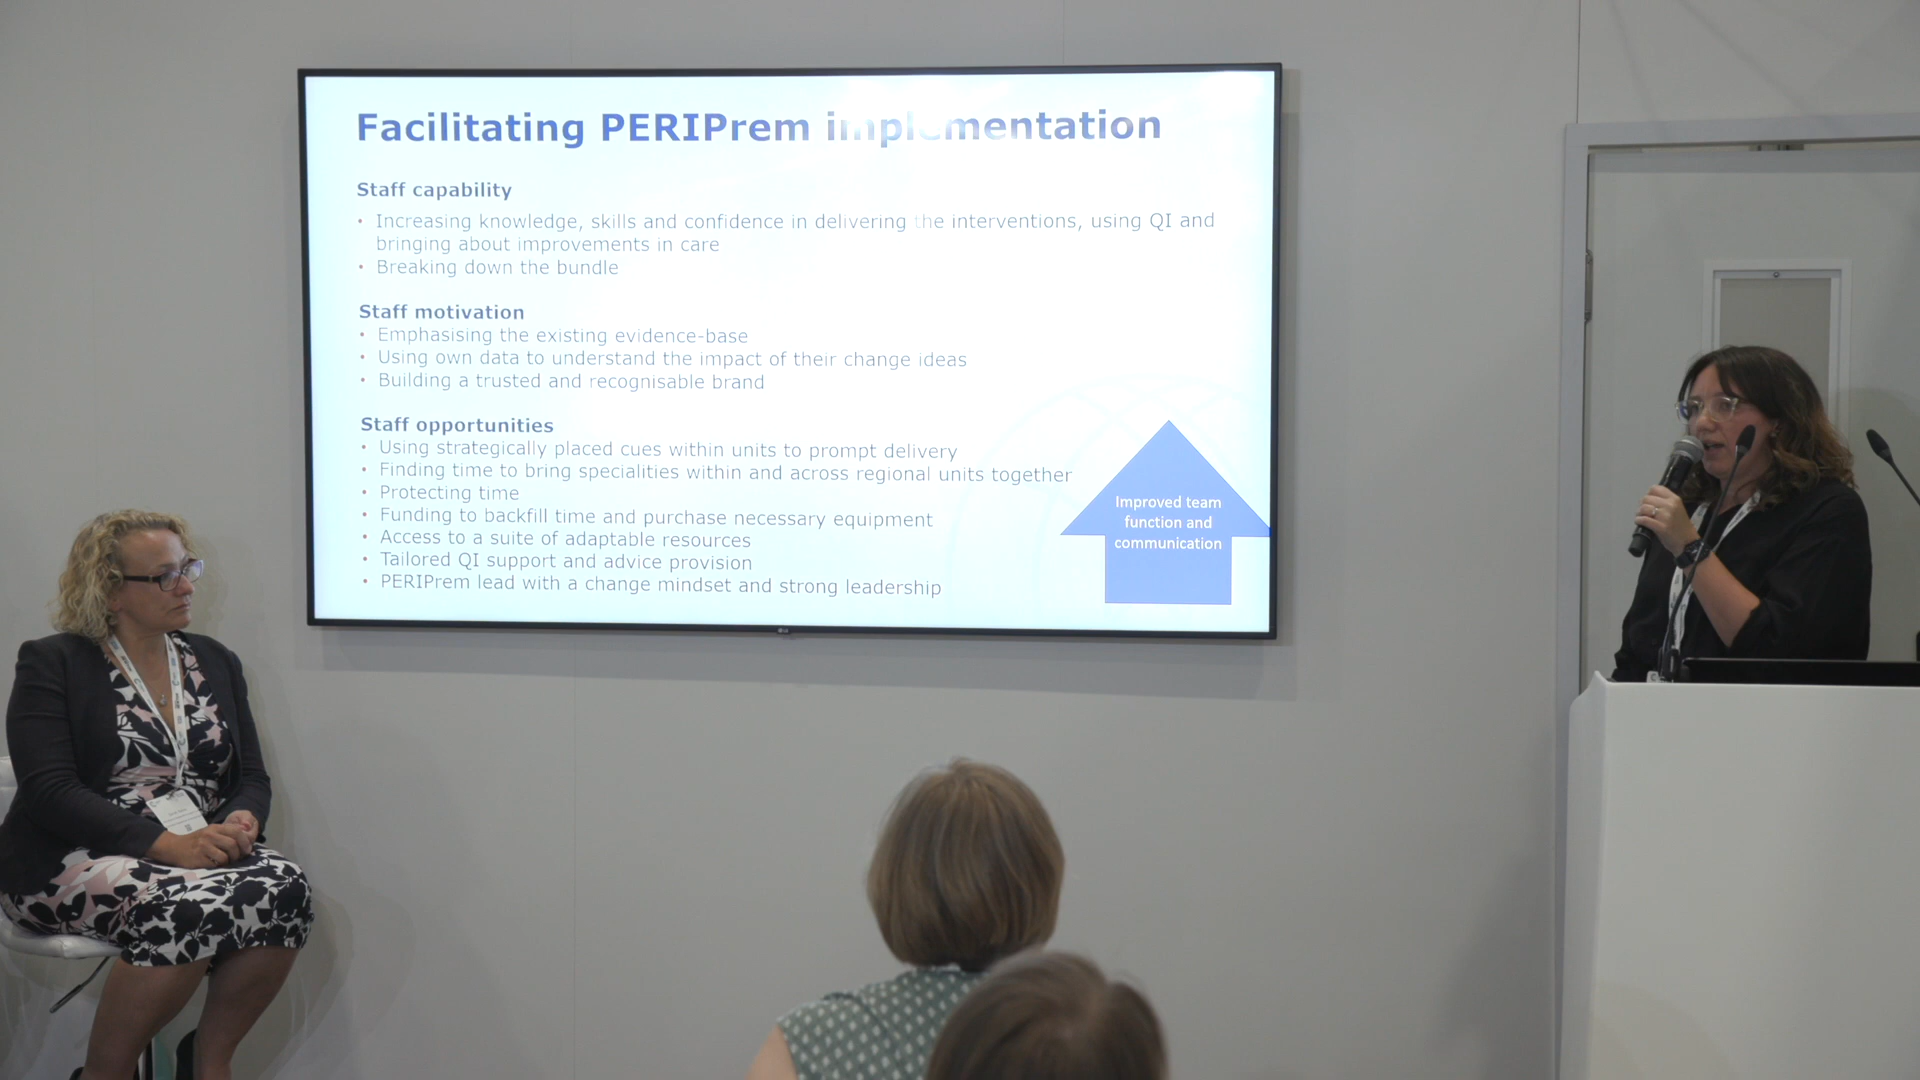 Facilitating PERIPrem implementation
Staff capability
• Increasing knowledge, skills and confidence in delivering the interventions, using QI and
bringing about improvements in care
• Breaking down the bundle
Staff motivation
• Emphasising the existing evidence-base
• Using own data to understand the impact of their change ideas
• Building a trusted and recognisable brand
Staff opportunities
• Using strategically placed cues within units to prompt delivery
• Finding time to bring specialities within and across regional units together
• Protecting time
• Funding to backfill time and purchase necessary equipment
• Access to a suite of adaptable resources
• Tailored QI support and advice provision
• PERIPrem lead with a change mindset and strong leadership
Improved team
function and
communication